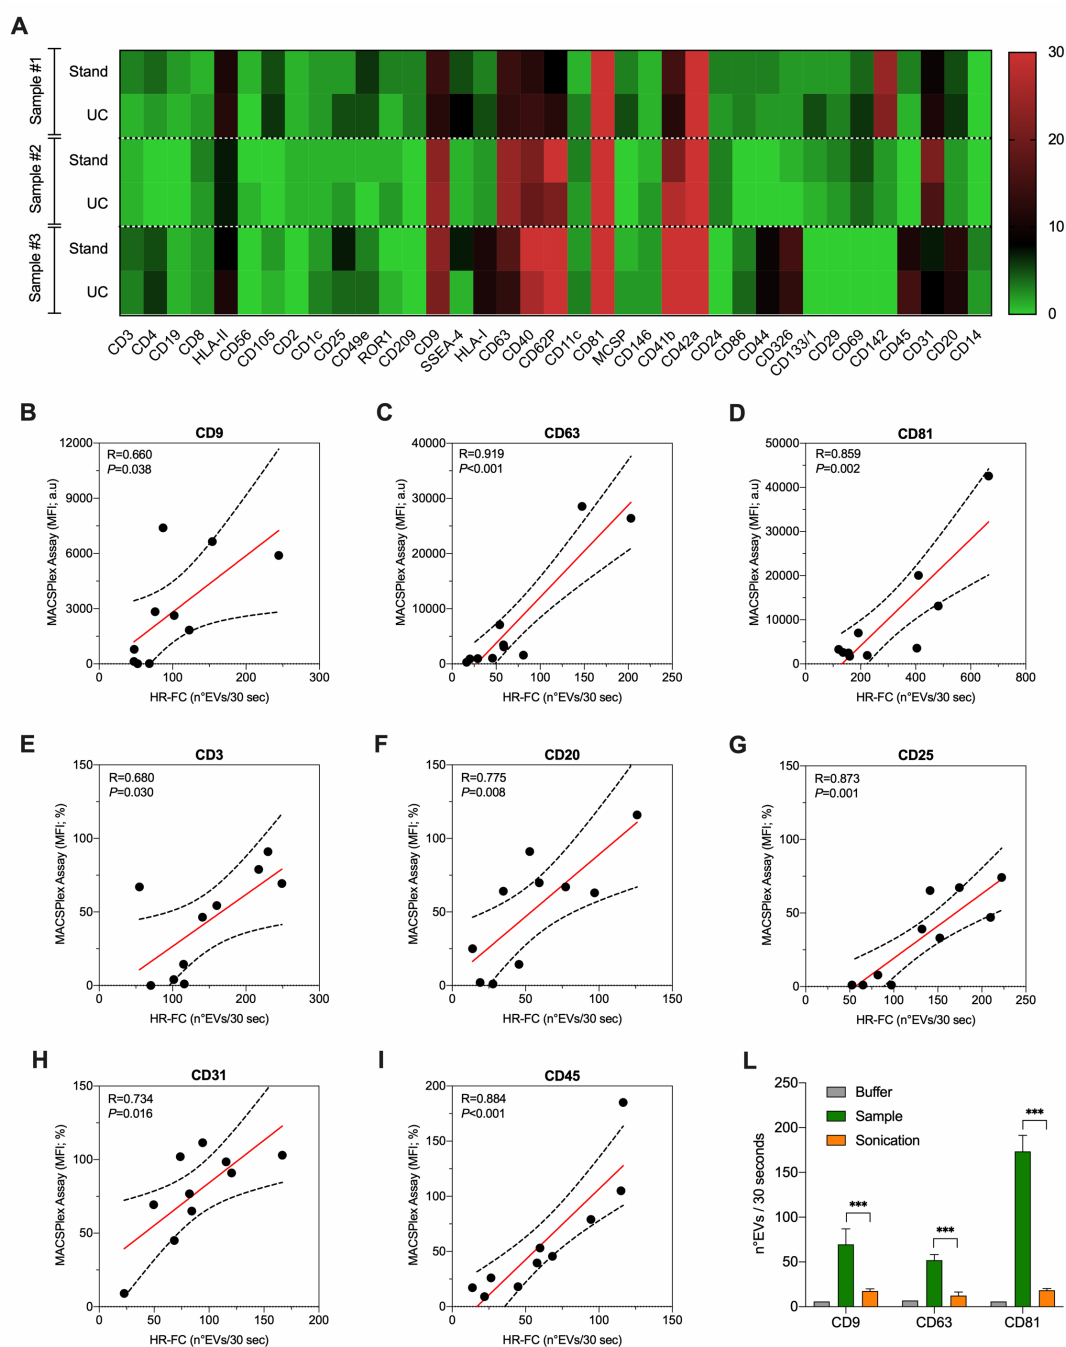 A
Sample #1
Stand
UC
Sample #2
Stand
UC
Sample #3
Stand
UC
30
20
10
0
CD3 CD4 CD19 CD8 HLA-II CD56 CD105 CD2 CD1c CD25 CD49e ROR1 CD209 CD9 SSEA-4 HLA-I CD63 CD40 CD62P CD11c CD81 MCSP CD146 CD41b CD42a CD24 CD86 CD44 CD326 CD133/1 CD29 CD69 CD142 CD45 CD31 CD20 CD14
B
CD9
R=0.660
P=0.038
MACSPlex Assay (MFI; a.u)
12000
9000
6000
3000
0
0 100 200 300
HR-FC (n°EVs/30 sec)
C
CD63
R=0.919
P<0.001
MACSPlex Assay (MFI; a.u)
40000
30000
20000
10000
0
0 50 100 150 200 250
HR-FC (n°EVs/30 sec)
D
CD81
R=0.859
P=0.002
MACSPlex Assay (MFI; a.u)
50000
40000
30000
20000
10000
0
0 200 400 600 800
HR-FC (n°EVs/30 sec)
E
CD3
R=0.680
P=0.030
MACSPlex Assay (MFI; %)
150
100
50
0
0 100 200 300
HR-FC (n°EVs/30 sec)
F
CD20
R=0.775
P=0.008
MACSPlex Assay (MFI; %)
150
100
50
0
0 50 100 150
HR-FC (n°EVs/30 sec)
G
CD25
R=0.873
P=0.001
MACSPlex Assay (MFI; %)
150
100
50
0
0 50 100 150 200 250
HR-FC (n°EVs/30 sec)
H
CD31
R=0.734
P=0.016
MACSPlex Assay (MFI; %)
150
100
50
0
0 50 100 150 200
HR-FC (n°EVs/30 sec)
I
CD45
R=0.884
P<0.001
MACSPlex Assay (MFI; %)
200
150
100
50
0
0 50 100 150
HR-FC (n°EVs/30 sec)
L
Buffer
Sample
Sonication
n°EVs / 30 seconds
250
200
150
100
50
0
***
***
***
CD9 CD63 CD81